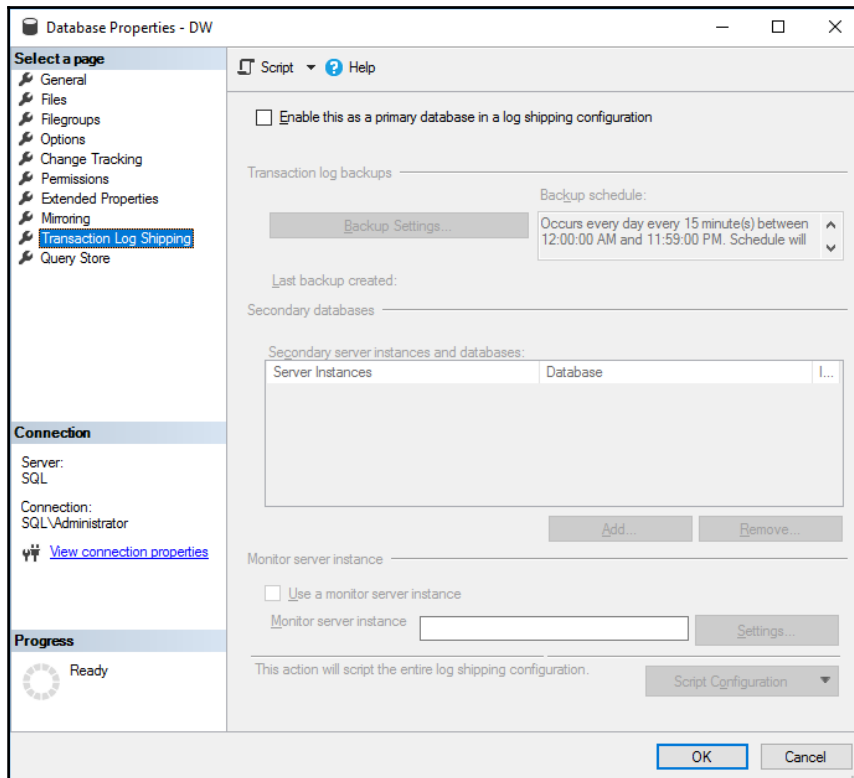 Database Properties - DW
Select a page
General
Files
Filegroups
Options
Change Tracking
Permissions
Extended Properties
Mirroring
Transaction Log Shipping
Query Store
Connection
Server:
SQL
Connection:
SQL\Administrator
View connection properties
Progress
Ready
Script
Help
Enable this as a primary database in a log shipping configuration
Transaction log backups
Backup schedule:
Backup Settings...
Occurs every day every 15 minute(s) between
12:00:00 AM and 11:59:00 PM. Schedule will
Last backup created:
Secondary databases
Secondary server instances and databases:
Server Instances Database I...
Add... Remove...
Monitor server instance
Use a monitor server instance
Monitor server instance
Settings...
This action will script the entire log shipping configuration.
Script Configuration
OK Cancel